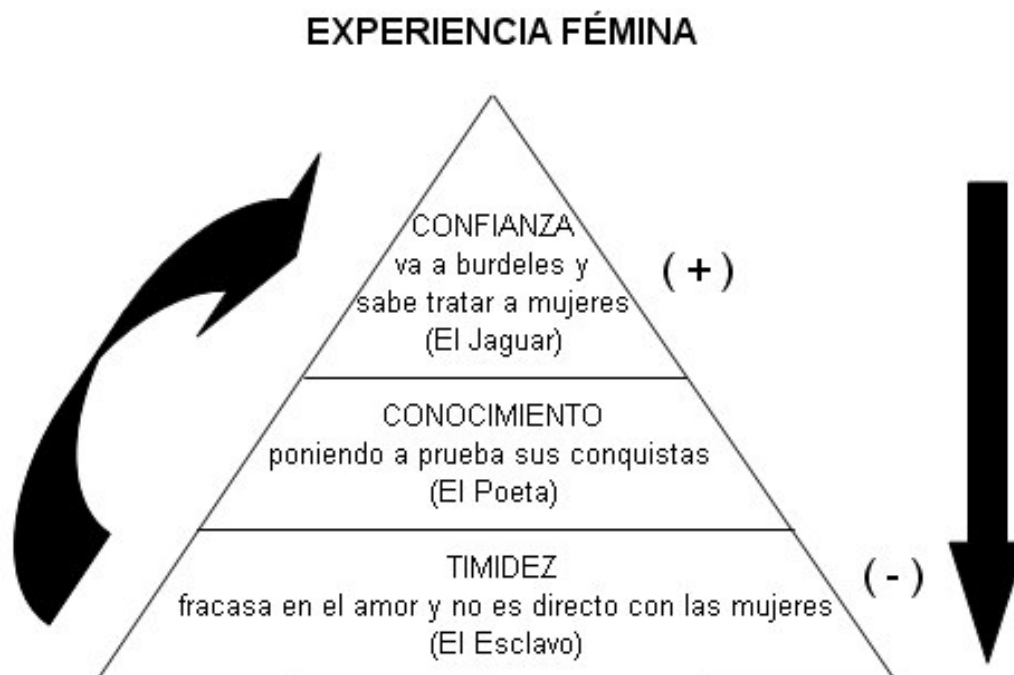 EXPERIENCIA FÉMINA
CONFIANZA
va a burdeles y
sabe tratar a mujeres
(El Jaguar)
( + )
CONOCIMIENTO
poniendo a prueba sus conquistas
(El Poeta)
TIMIDEZ
fracasa en el amor y no es directo con las mujeres
(El Esclavo)
( - )